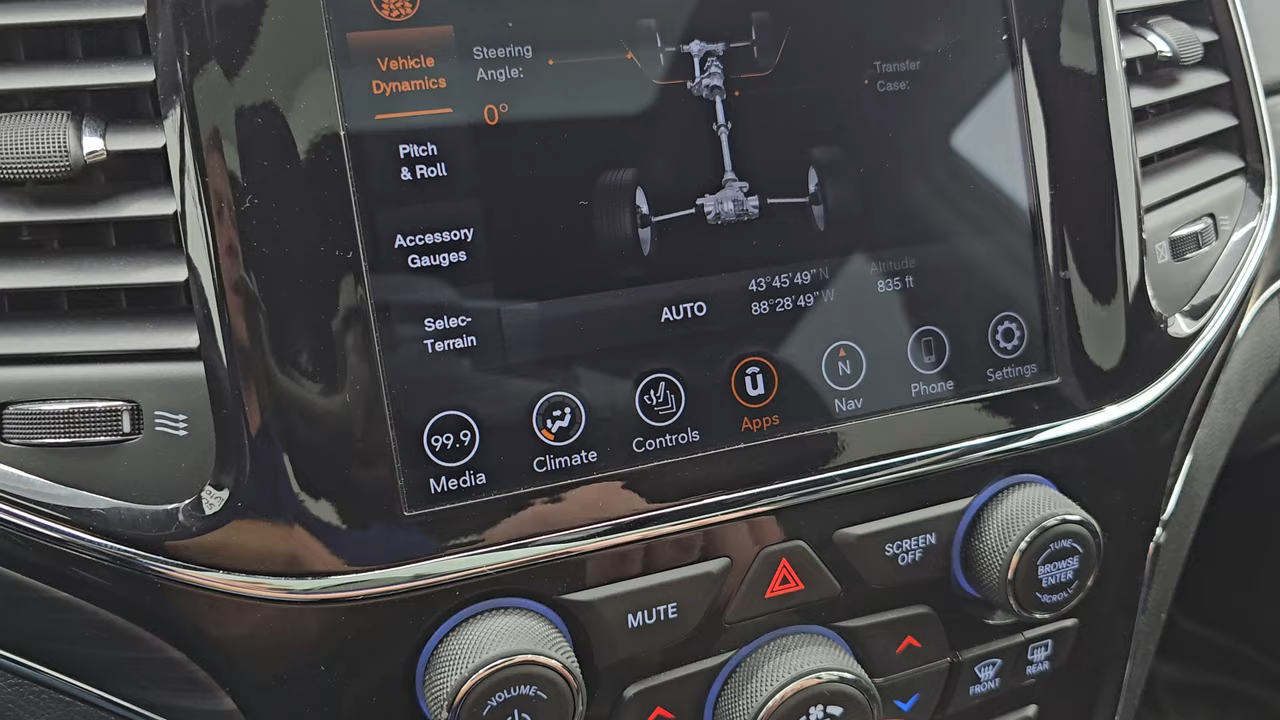 Vehicle
Dynamics
Steering
Angle:
0°
Transfer
Case:
Pitch
& Roll
Accessory
Gauges
Selec-
Terrain
AUTO
43°45'49" N
88°28'49" W
Altitude
835 ft
99.9
Media
Climate
Controls
ū
Apps
N
Nav
Phone
Settings
SCREEN
OFF
TUNE
BROWSE
ENTER
SCROLL
MUTE
VOLUME
FRONT
REAR